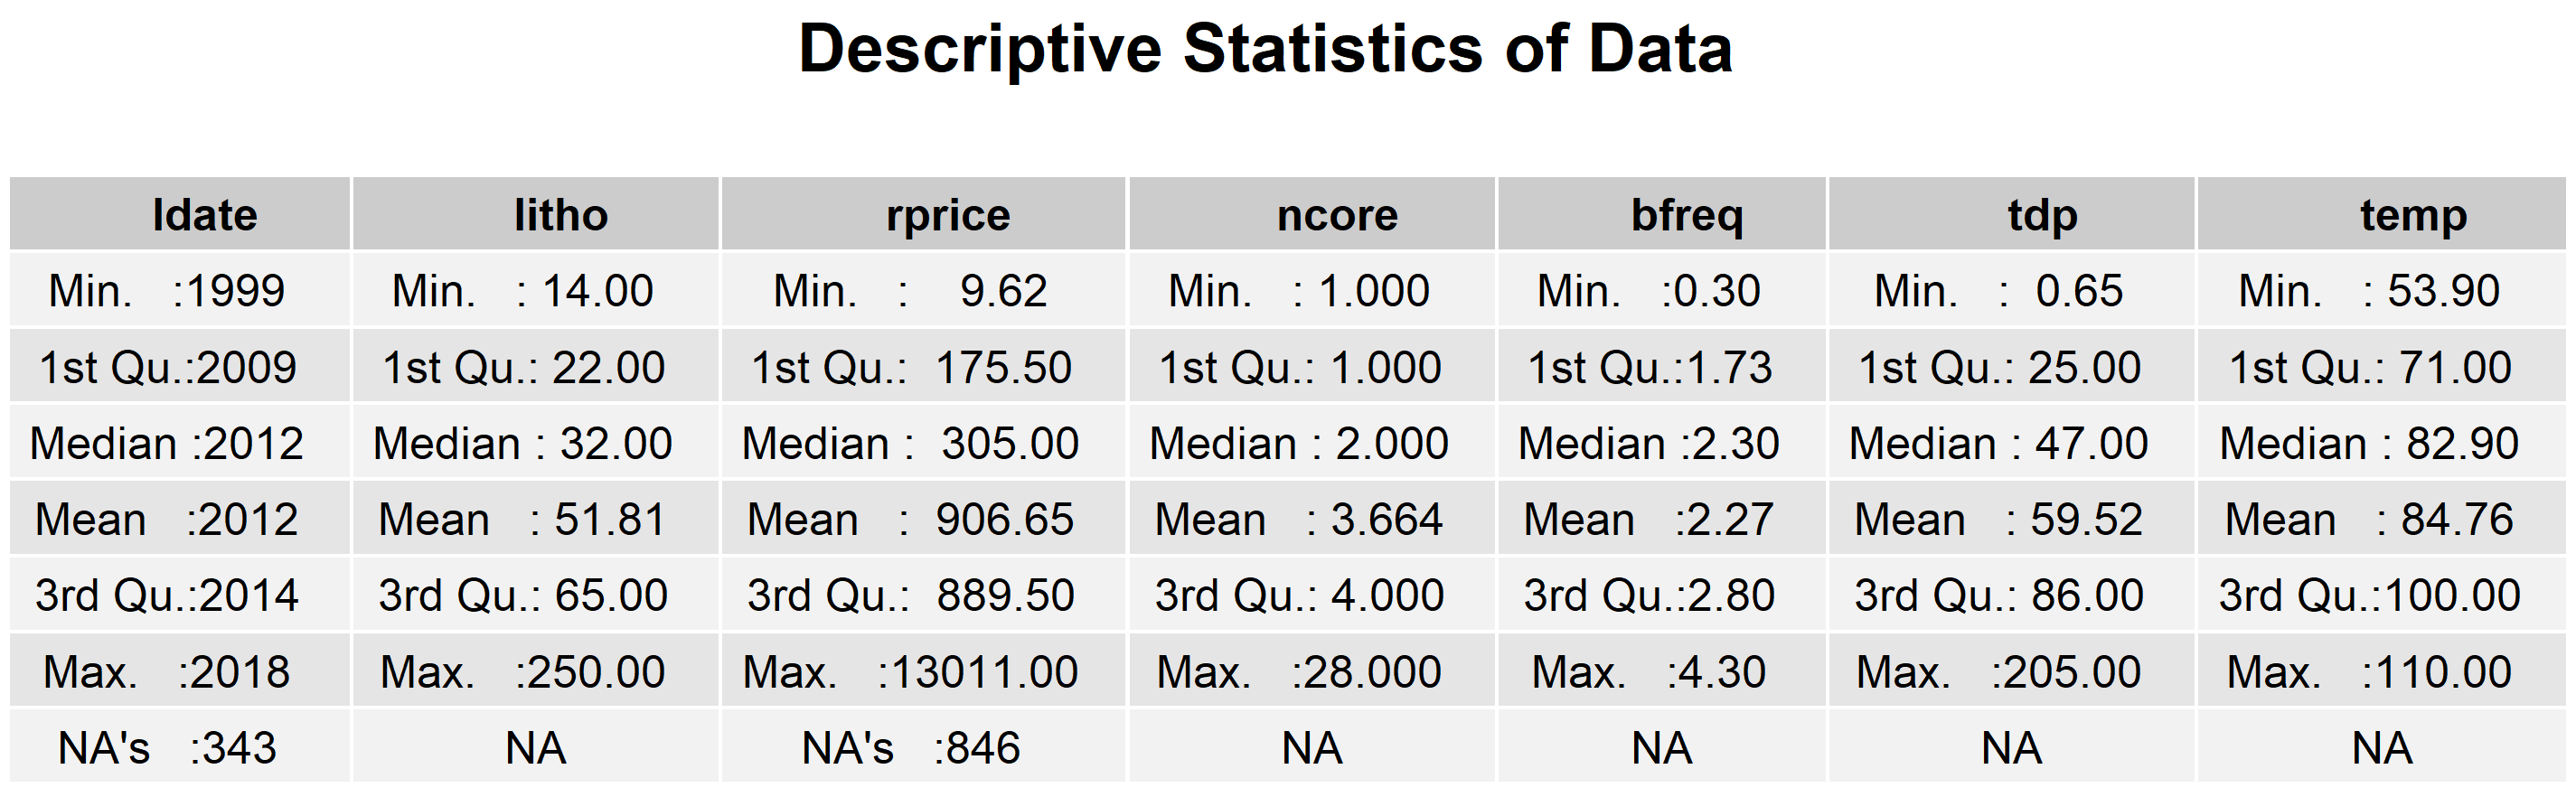 Descriptive Statistics of Data
ldate litho rprice ncore bfreq tdp temp
Min. :1999 Min. : 14.00 Min. : 9.62 Min. : 1.000 Min. :0.30 Min. : 0.65 Min. : 53.90
1st Qu.:2009 1st Qu.: 22.00 1st Qu.: 175.50 1st Qu.: 1.000 1st Qu.:1.73 1st Qu.: 25.00 1st Qu.: 71.00
Median :2012 Median : 32.00 Median : 305.00 Median : 2.000 Median :2.30 Median : 47.00 Median : 82.90
Mean :2012 Mean : 51.81 Mean : 906.65 Mean : 3.664 Mean :2.27 Mean : 59.52 Mean : 84.76
3rd Qu.:2014 3rd Qu.: 65.00 3rd Qu.: 889.50 3rd Qu.: 4.000 3rd Qu.:2.80 3rd Qu.: 86.00 3rd Qu.:100.00
Max. :2018 Max. :250.00 Max. :13011.00 Max. :28.000 Max. :4.30 Max. :205.00 Max. :110.00
NA's :343 NA NA's :846 NA NA NA NA